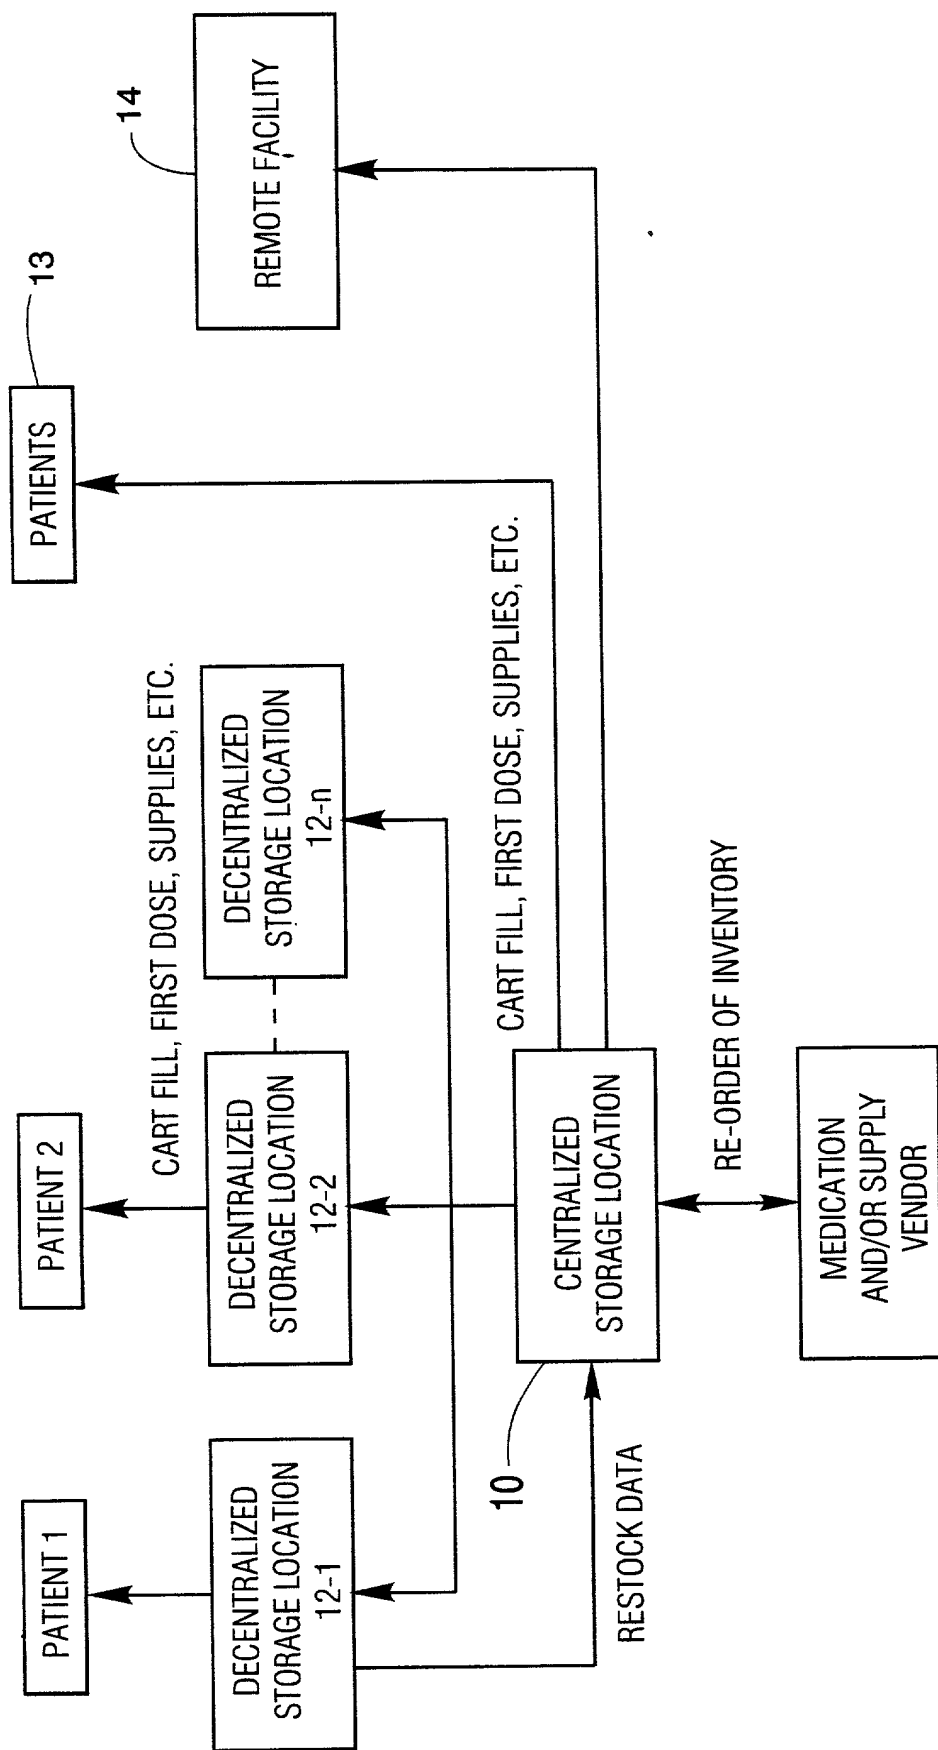 PATIENT 1
PATIENT 2
PATIENTS
13
14
CART FILL, FIRST DOSE, SUPPLIES, ETC.
DECENTRALIZED
STORAGE LOCATION
12-1
DECENTRALIZED
STORAGE LOCATION
12-2
DECENTRALIZED
STORAGE LOCATION
12-n
REMOTE FACILITY
CART FILL, FIRST DOSE, SUPPLIES, ETC.
10
CENTRALIZED
STORAGE LOCATION
RESTOCK DATA
RE-ORDER OF INVENTORY
MEDICATION
AND/OR SUPPLY
VENDOR